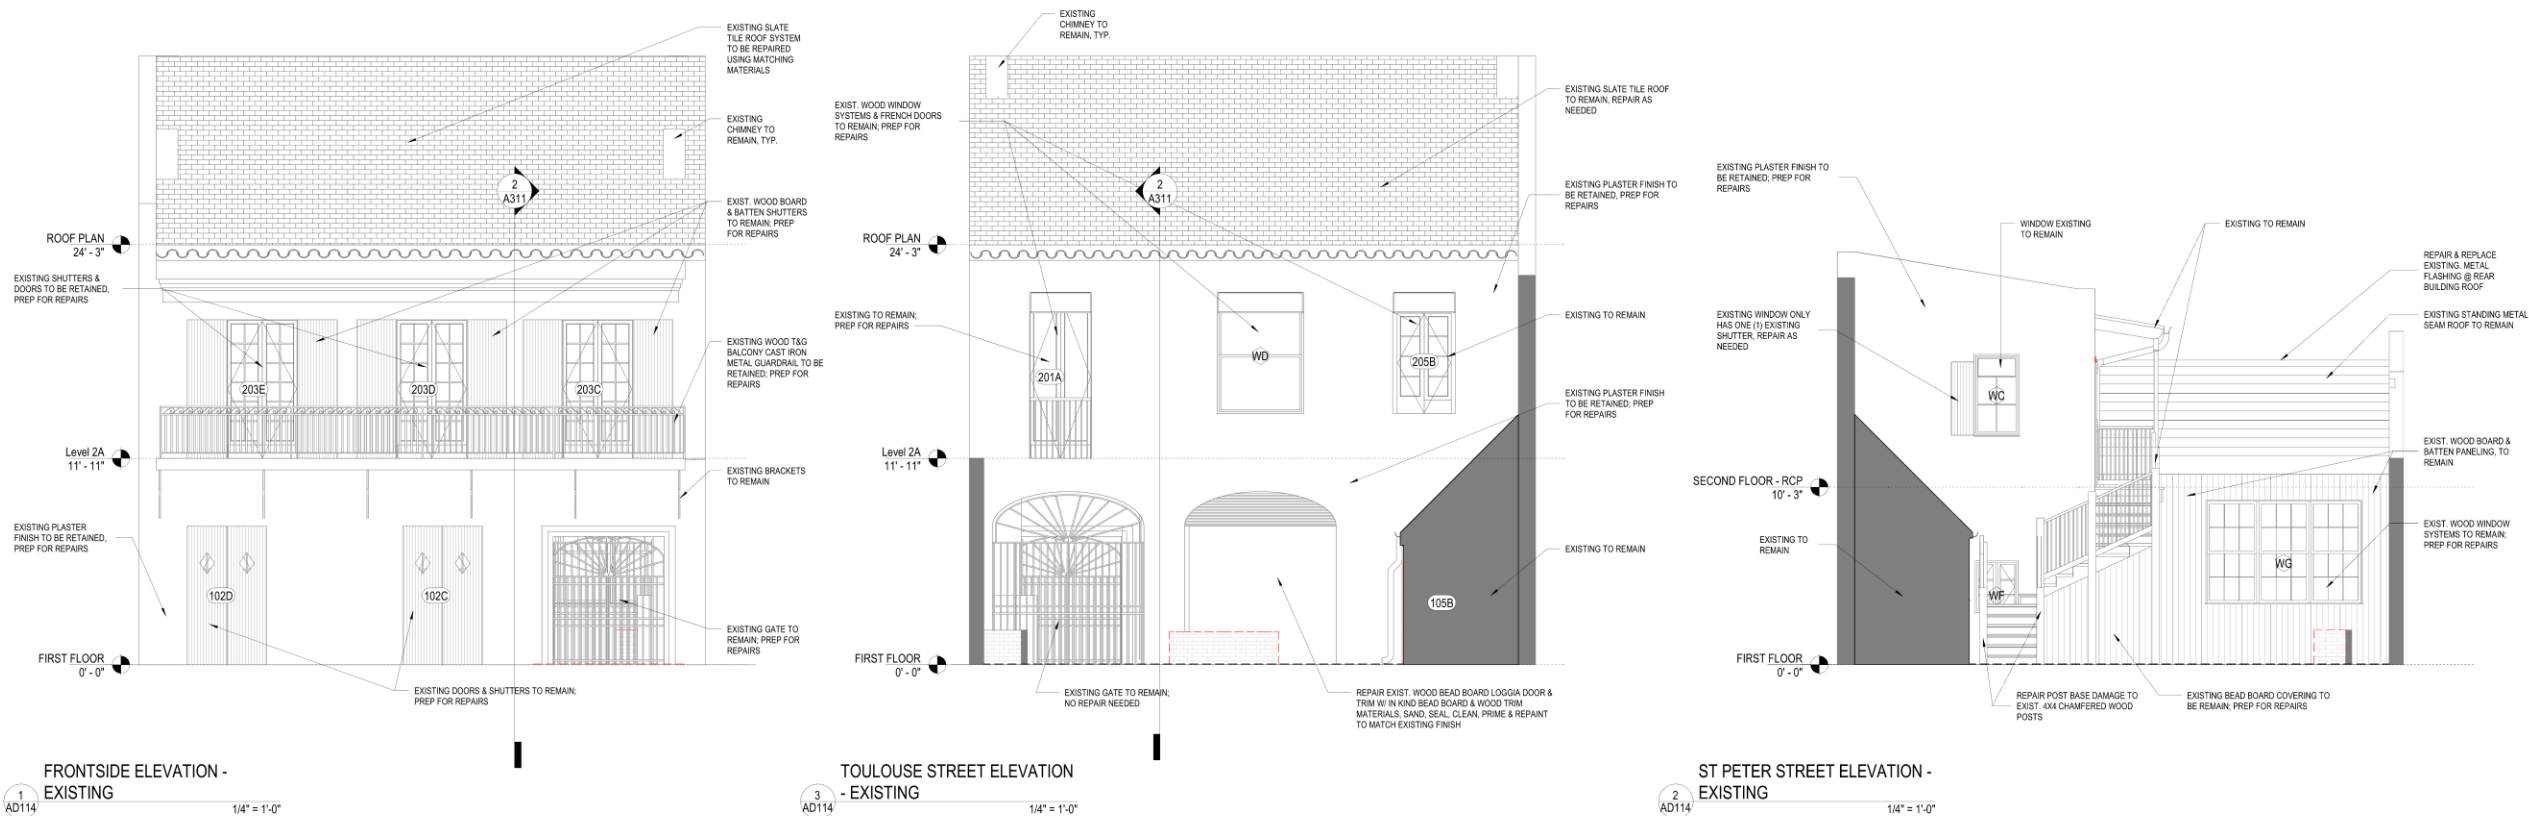 EXISTING SLATE
TILE ROOF SYSTEM
TO BE REPAIRED
USING MATCHING
MATERIALS
EXISTING
CHIMNEY TO
REMAIN, TYP.
2
A311
EXIST. WOOD BOARD
& BATTEN SHUTTERS
TO REMAIN; PREP
FOR REPAIRS
ROOF PLAN
24' - 3"
EXISTING SHUTTERS &
DOORS TO BE RETAINED,
PREP FOR REPAIRS
EXISTING WOOD T&G
BALCONY CAST IRON
METAL GUARDRAIL TO BE
RETAINED; PREP FOR
REPAIRS
203E
203D
203C
Level 2A
11' - 11"
EXISTING BRACKETS
TO REMAIN
EXISTING PLASTER
FINISH TO BE RETAINED,
PREP FOR REPAIRS
102D
102C
EXISTING GATE TO
REMAIN; PREP FOR
REPAIRS
FIRST FLOOR
0' - 0"
EXISTING DOORS & SHUTTERS TO REMAIN;
PREP FOR REPAIRS
1
AD114
FRONTSIDE ELEVATION -
EXISTING
1/4" = 1'-0"
EXISTING
CHIMNEY TO
REMAIN, TYP.
EXIST. WOOD WINDOW
SYSTEMS & FRENCH DOORS
TO REMAIN; PREP FOR
REPAIRS
EXISTING SLATE TILE ROOF
TO REMAIN, REPAIR AS
NEEDED
2
A311
EXISTING PLASTER FINISH TO
BE RETAINED, PREP FOR
REPAIRS
ROOF PLAN
24' - 3"
EXISTING TO REMAIN;
PREP FOR REPAIRS
EXISTING TO REMAIN
201A
WD
205B
EXISTING PLASTER FINISH
TO BE RETAINED; PREP
FOR REPAIRS
Level 2A
11' - 11"
EXISTING TO REMAIN
105B
FIRST FLOOR
0' - 0"
EXISTING GATE TO REMAIN;
NO REPAIR NEEDED
REPAIR EXIST. WOOD BEAD BOARD LOGGIA DOOR &
TRIM W/ IN KIND BEAD BOARD & WOOD TRIM
MATERIALS, SAND, SEAL, CLEAN, PRIME & REPAINT
TO MATCH EXISTING FINISH
3
AD114
TOULOUSE STREET ELEVATION
- EXISTING
1/4" = 1'-0"
EXISTING PLASTER FINISH TO
BE RETAINED; PREP FOR
REPAIRS
WINDOW EXISTING
TO REMAIN
EXISTING TO REMAIN
REPAIR & REPLACE
EXISTING. METAL
FLASHING @ REAR
BUILDING ROOF
EXISTING WINDOW ONLY
HAS ONE (1) EXISTING
SHUTTER, REPAIR AS
NEEDED
EXISTING STANDING METAL
SEAM ROOF TO REMAIN
WC
EXIST. WOOD BOARD &
BATTEN PANELING, TO
REMAIN
SECOND FLOOR - RCP
10' - 3"
EXISTING TO
REMAIN
EXIST. WOOD WINDOW
SYSTEMS TO REMAIN;
PREP FOR REPAIRS
WG
WF
FIRST FLOOR
0' - 0"
REPAIR POST BASE DAMAGE TO
EXIST. 4X4 CHAMFERED WOOD
POSTS
EXISTING BEAD BOARD COVERING TO
BE REMAIN; PREP FOR REPAIRS
2
AD114
ST PETER STREET ELEVATION -
EXISTING
1/4" = 1'-0"